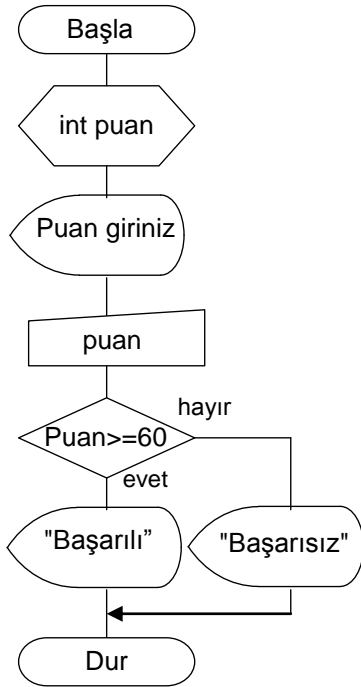 Başla
int puan
Puan giriniz
puan
hayır
Puan>=60
evet
"Başarılı”
"Başarısız"
Dur